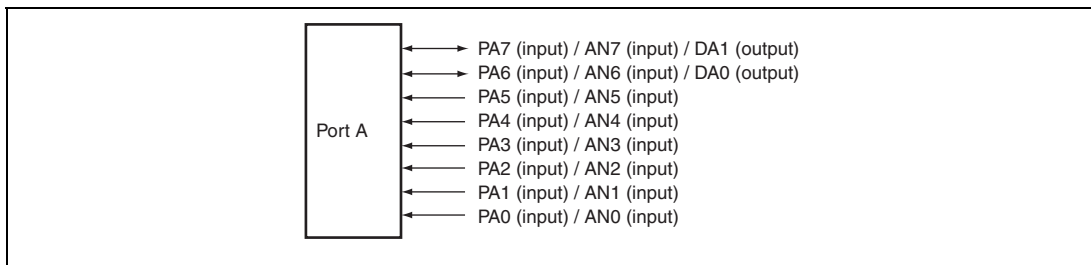 PA7 (input) / AN7 (input) / DA1 (output)
PA6 (input) / AN6 (input) / DA0 (output)
PA5 (input) / AN5 (input)
Port A
PA4 (input) / AN4 (input)
PA3 (input) / AN3 (input)
PA2 (input) / AN2 (input)
PA1 (input) / AN1 (input)
PA0 (input) / AN0 (input)